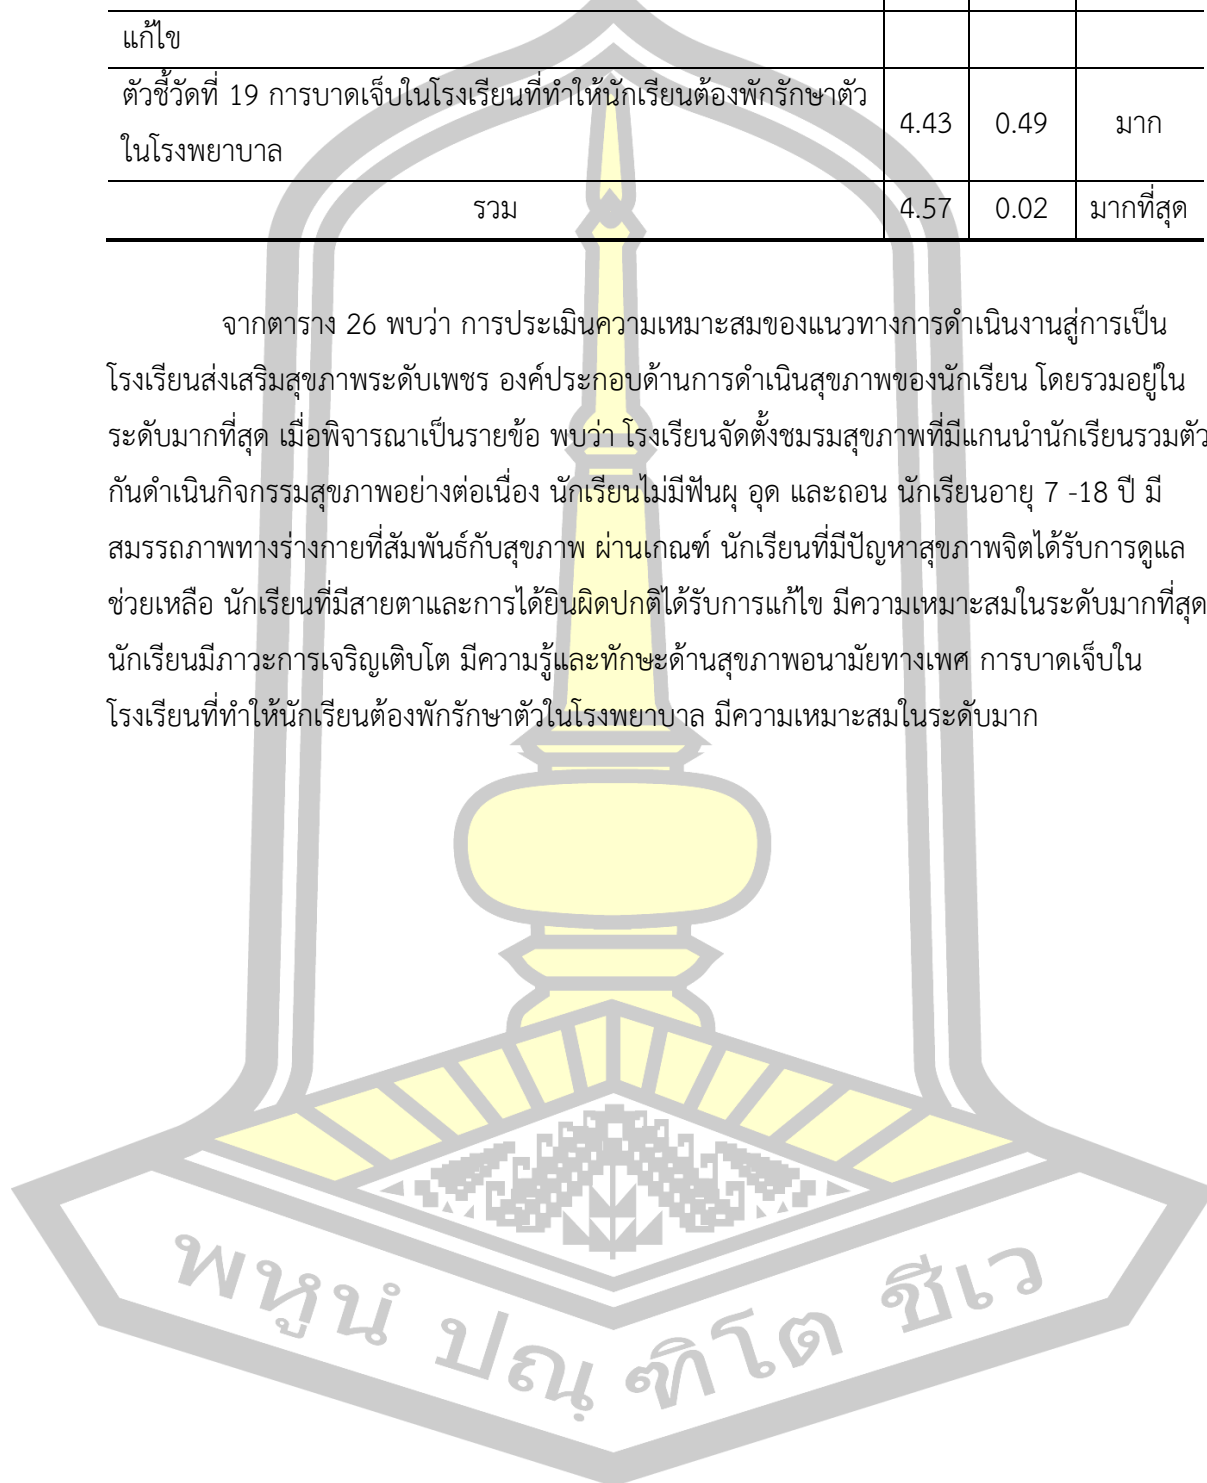 แก้ไข
ตัวชี้วัดที่ 19 การบาดเจ็บในโรงเรียนที่ทำให้นักเรียนต้องพักรักษาตัว
ในโรงพยาบาล 4.43 0.49 มาก
รวม 4.57 0.02 มากที่สุด
จากตาราง 26 พบว่า การประเมินความเหมาะสมของแนวทางการดำเนินงานสู่การเป็น
โรงเรียนส่งเสริมสุขภาพระดับเพชร องค์ประกอบด้านการดำเนินสุขภาพของนักเรียน โดยรวมอยู่ใน
ระดับมากที่สุด เมื่อพิจารณาเป็นรายข้อ พบว่า โรงเรียนจัดตั้งชมรมสุขภาพที่มีแกนนำนักเรียนรวมตัว
กันดำเนินกิจกรรมสุขภาพอย่างต่อเนื่อง นักเรียนไม่มีฟันผุ อุด และถอน นักเรียนอายุ 7 -18 ปี มี
สมรรถภาพทางร่างกายที่สัมพันธ์กับสุขภาพ ผ่านเกณฑ์ นักเรียนที่มีปัญหาสุขภาพจิตได้รับการดูแล
ช่วยเหลือ นักเรียนที่มีสายตาและการได้ยินผิดปกติได้รับการแก้ไข มีความเหมาะสมในระดับมากที่สุด
นักเรียนมีภาวะการเจริญเติบโต มีความรู้และทักษะด้านสุขภาพอนามัยทางเพศ การบาดเจ็บใน
โรงเรียนที่ทำให้นักเรียนต้องพักรักษาตัวในโรงพยาบาล มีความเหมาะสมในระดับมาก
พหูนํ ปณฺฑิโต ชีเว